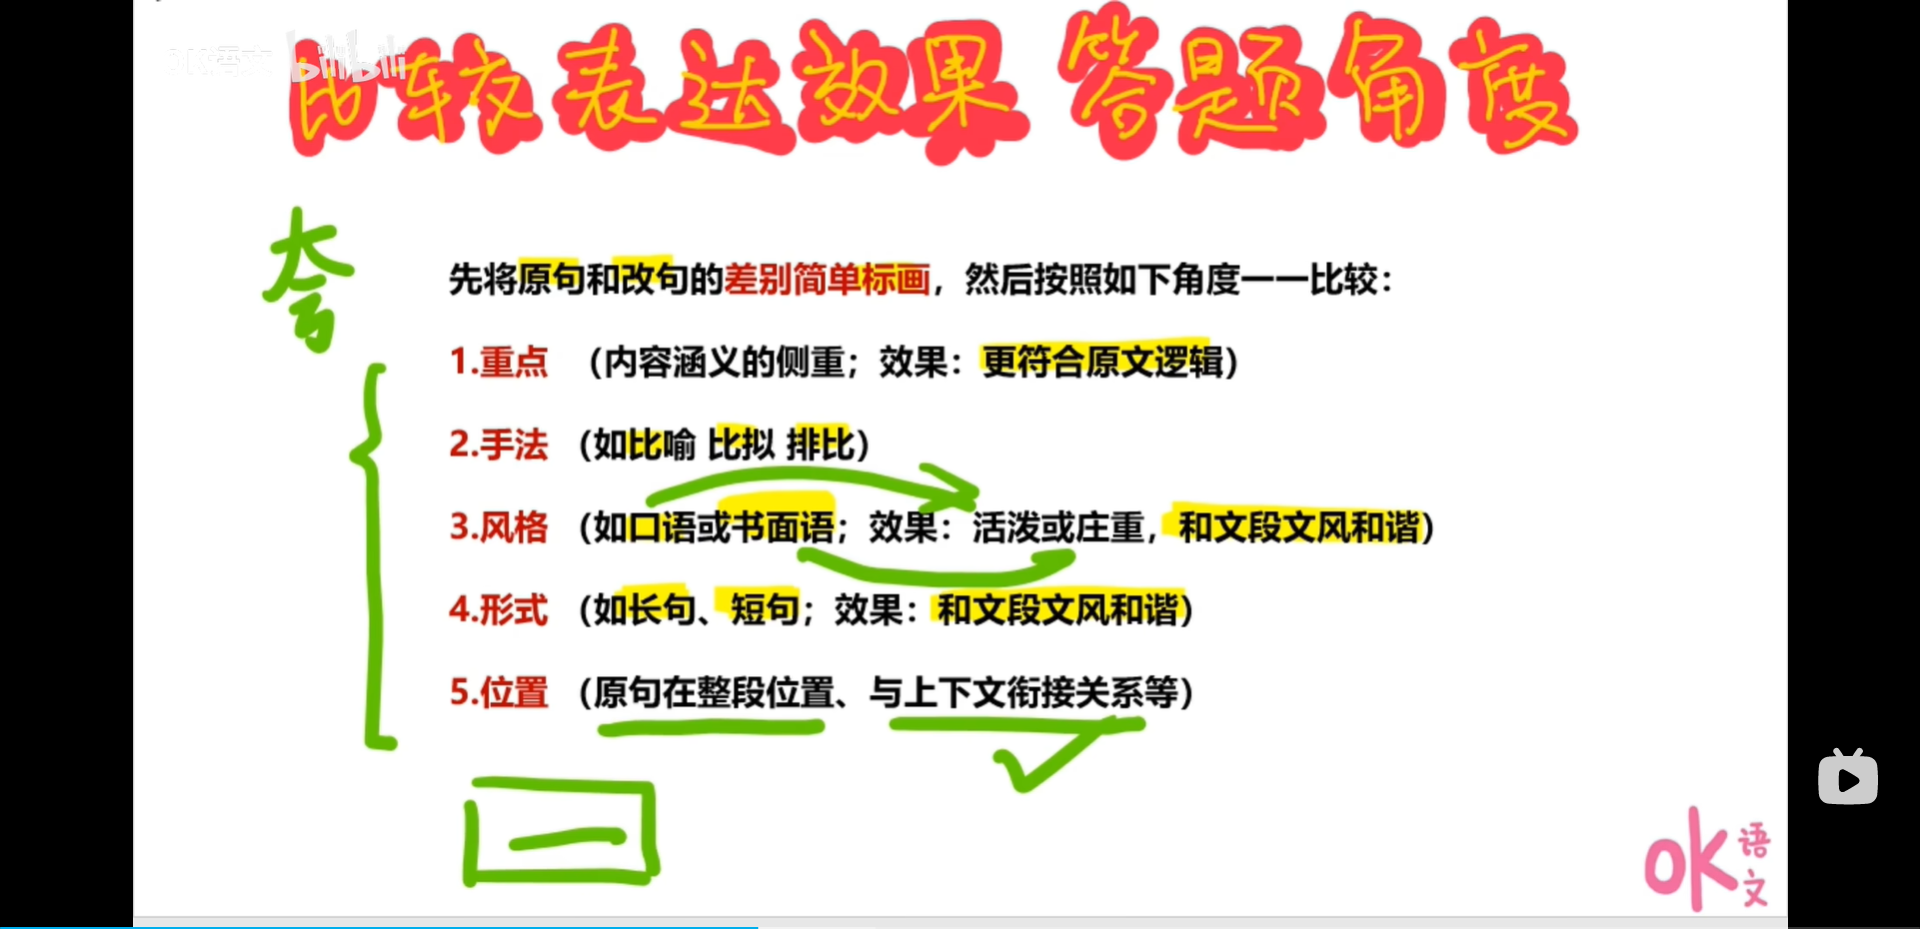 比较表达效果 答题角度
bilibili
夸
先将原句和改句的差别简单标画，然后按照如下角度一一比较：
1.重点 （内容涵义的侧重；效果：更符合原文逻辑）
2.手法 （如比喻 比拟 排比）
3.风格 （如口语或书面语；效果：活泼或庄重，和文段文风和谐）
4.形式 （如长句、短句；效果：和文段文风和谐）
5.位置 （原句在整段位置、与上下文衔接关系等）
ok语文